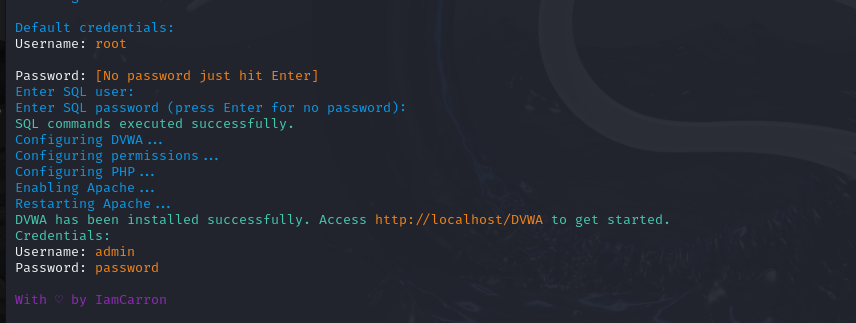 Default credentials:
Username: root
Password: [No password just hit Enter]
Enter SQL user:
Enter SQL password (press Enter for no password):
SQL commands executed successfully.
Configuring DVWA...
Configuring permissions...
Configuring PHP...
Enabling Apache...
Restarting Apache...
DVWA has been installed successfully. Access http://localhost/DVWA to get started.
Credentials:
Username: admin
Password: password
With ♡ by IamCarron